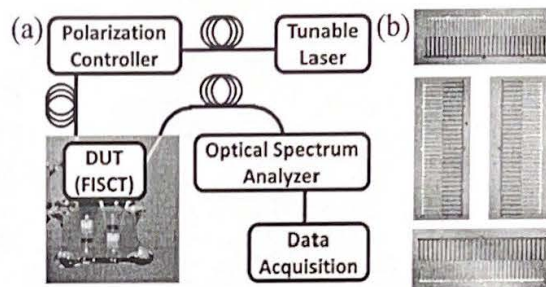 (a)
Polarization
Controller
Tunable
Laser
(b)
DUT
(FISCT)
Optical Spectrum
Analyzer
Data
Acquisition